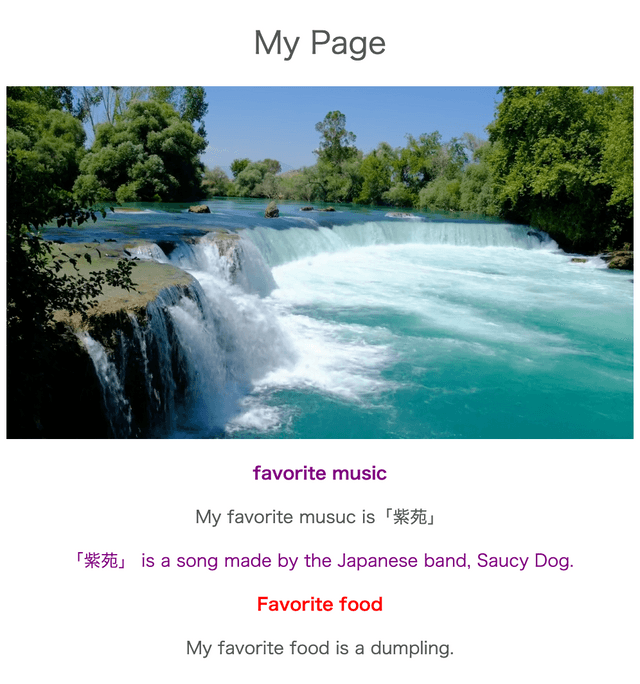 My Page
favorite music
My favorite musuc is「紫苑」
「紫苑」 is a song made by the Japanese band, Saucy Dog.
Favorite food
My favorite food is a dumpling.